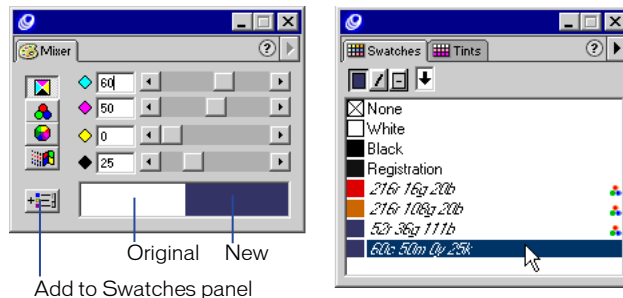 Mixer
?
60
50
0
25
Original New
Add to Swatches panel
Swatches Tints
?
None
White
Black
Registration
216r 16g 20b
216r 108g 20b
52r 36g 111b
60c 50m 0y 25k